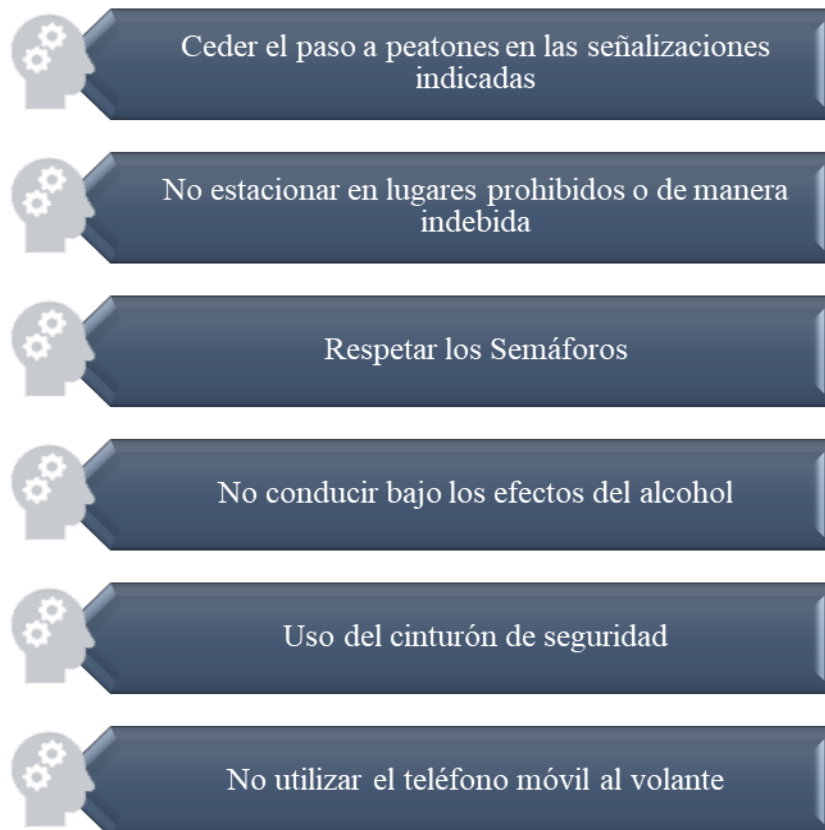 Ceder el paso a peatones en las señalizaciones
indicadas
No estacionar en lugares prohibidos o de manera
indebida
Respetar los Semáforos
No conducir bajo los efectos del alcohol
Uso del cinturón de seguridad
No utilizar el teléfono móvil al volante